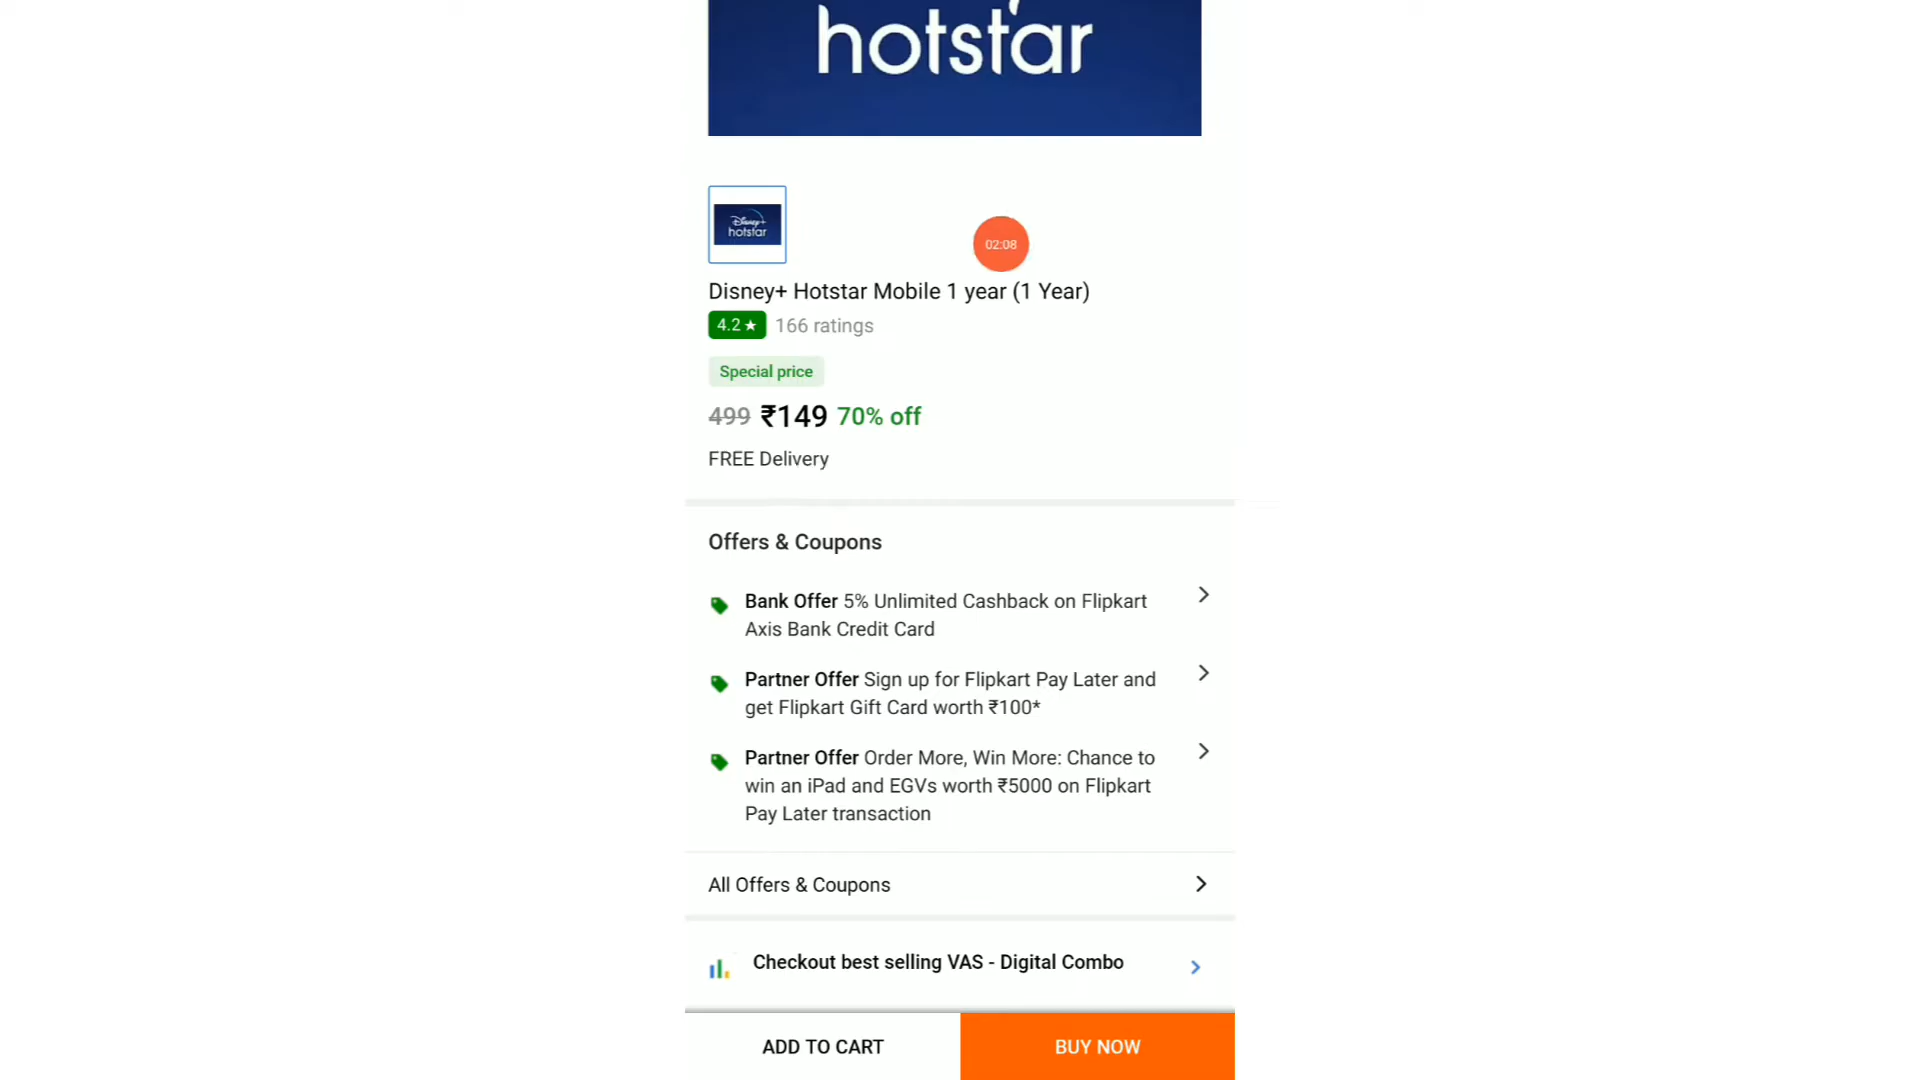 hotstar
Disney+
hotstar
02:08
Disney+ Hotstar Mobile 1 year (1 Year)
4.2★ 166 ratings
Special price
499 ₹149 70% off
FREE Delivery
Offers & Coupons
Bank Offer 5% Unlimited Cashback on Flipkart
Axis Bank Credit Card
Partner Offer Sign up for Flipkart Pay Later and
get Flipkart Gift Card worth ₹100*
Partner Offer Order More, Win More: Chance to
win an iPad and EGVs worth ₹5000 on Flipkart
Pay Later transaction
All Offers & Coupons
Checkout best selling VAS - Digital Combo
ADD TO CART BUY NOW